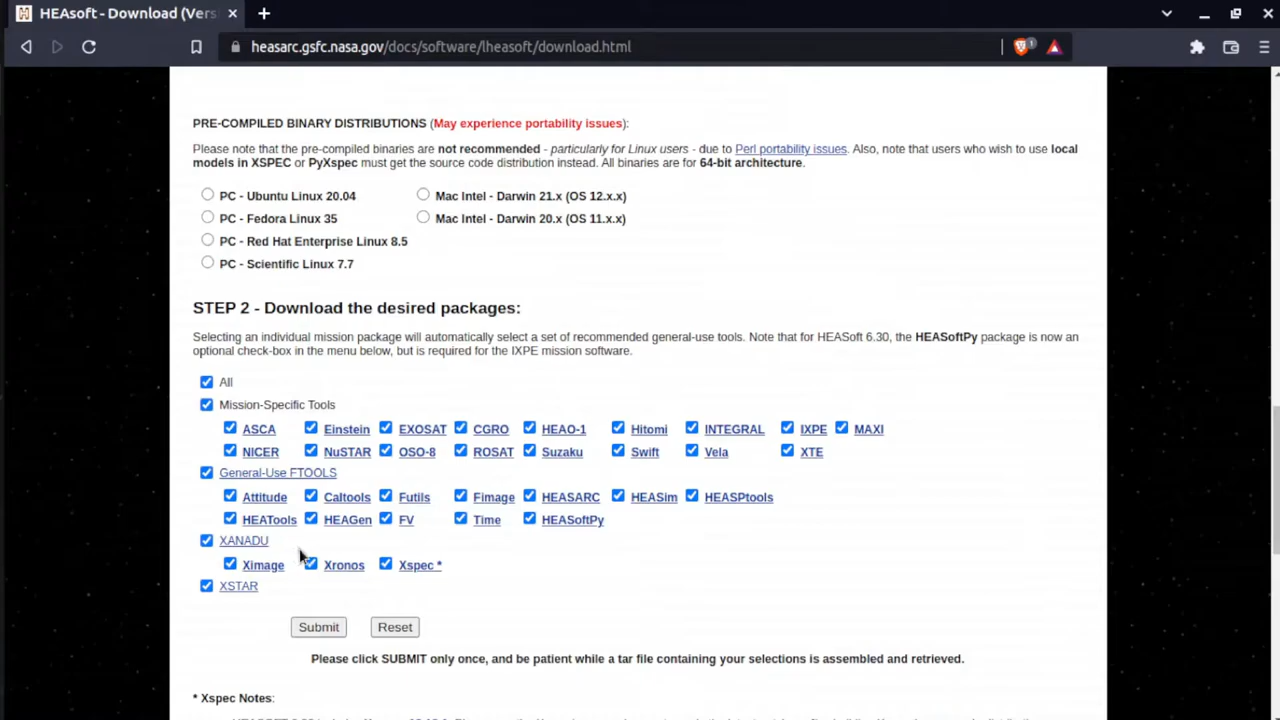 HEAsoft - Download (Vers
heasarc.gsfc.nasa.gov/docs/software/lheasoft/download.html
1
PRE-COMPILED BINARY DISTRIBUTIONS (May experience portability issues):
Please note that the pre-compiled binaries are not recommended - particularly for Linux users - due to Perl portability issues. Also, note that users who wish to use local
models in XSPEC or PyXspec must get the source code distribution instead. All binaries are for 64-bit architecture.
PC - Ubuntu Linux 20.04 Mac Intel - Darwin 21.x (OS 12.x.x)
PC - Fedora Linux 35 Mac Intel - Darwin 20.x (OS 11.x.x)
PC - Red Hat Enterprise Linux 8.5
PC - Scientific Linux 7.7
STEP 2 - Download the desired packages:
Selecting an individual mission package will automatically select a set of recommended general-use tools. Note that for HEASoft 6.30, the HEASoftPy package is now an
optional check-box in the menu below, but is required for the IXPE mission software.
All
Mission-Specific Tools
ASCA Einstein EXOSAT CGRO HEAO-1 Hitomi INTEGRAL IXPE MAXI
NICER NuSTAR OSO-8 ROSAT Suzaku Swift Vela XTE
General-Use FTOOLS
Attitude Caltools Futils Fimage HEASARC HEASim HEASPtools
HEATools HEAGen FV Time HEASoftPy
XANADU
Ximage Xronos Xspec *
XSTAR
Submit Reset
Please click SUBMIT only once, and be patient while a tar file containing your selections is assembled and retrieved.
* Xspec Notes: